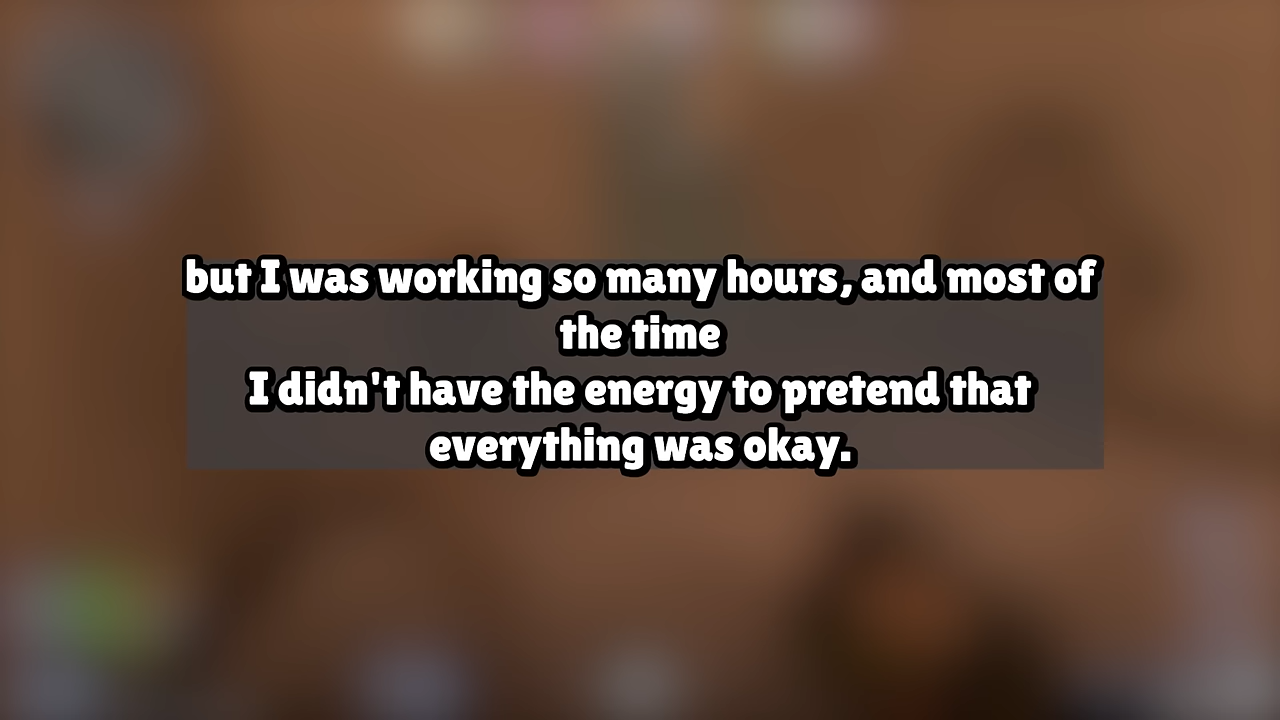 but I was working so many hours, and most of
the time
I didn't have the energy to pretend that
everything was okay.